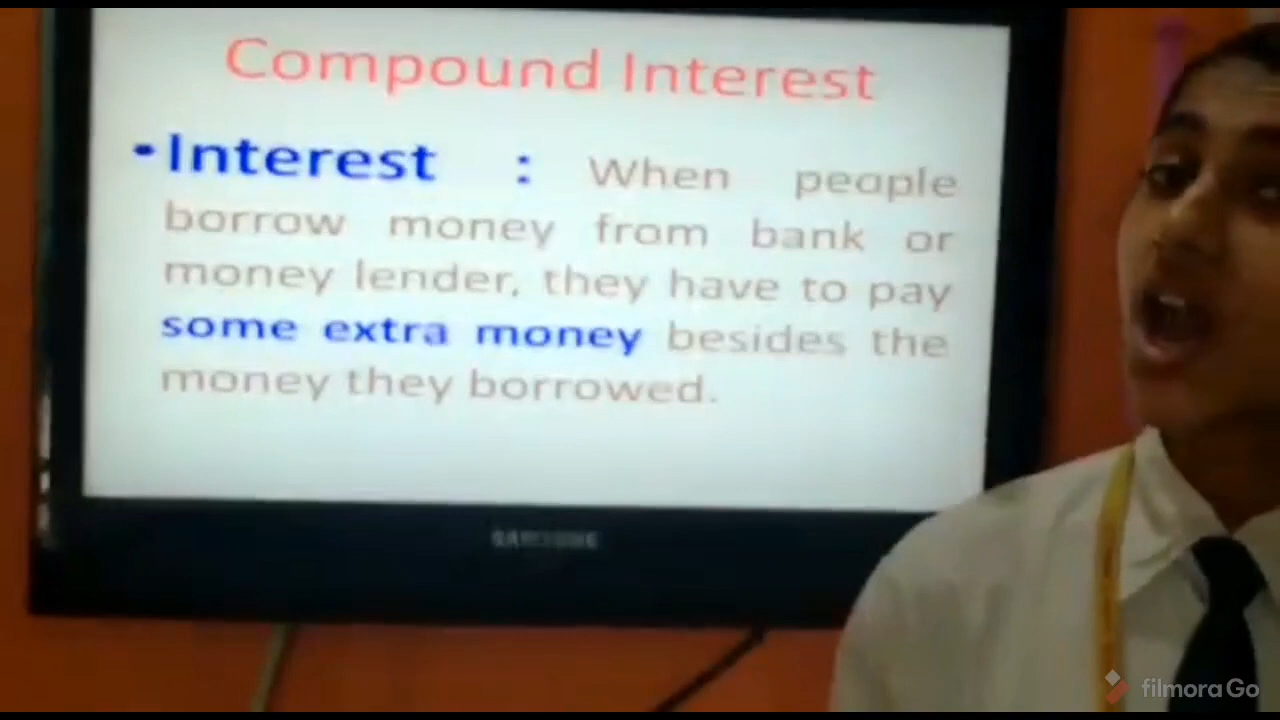 Compound Interest
• Interest : When people
borrow money from bank or
money lender, they have to pay
some extra money besides the
money they borrowed.
SAMSUNG
filmoraGo